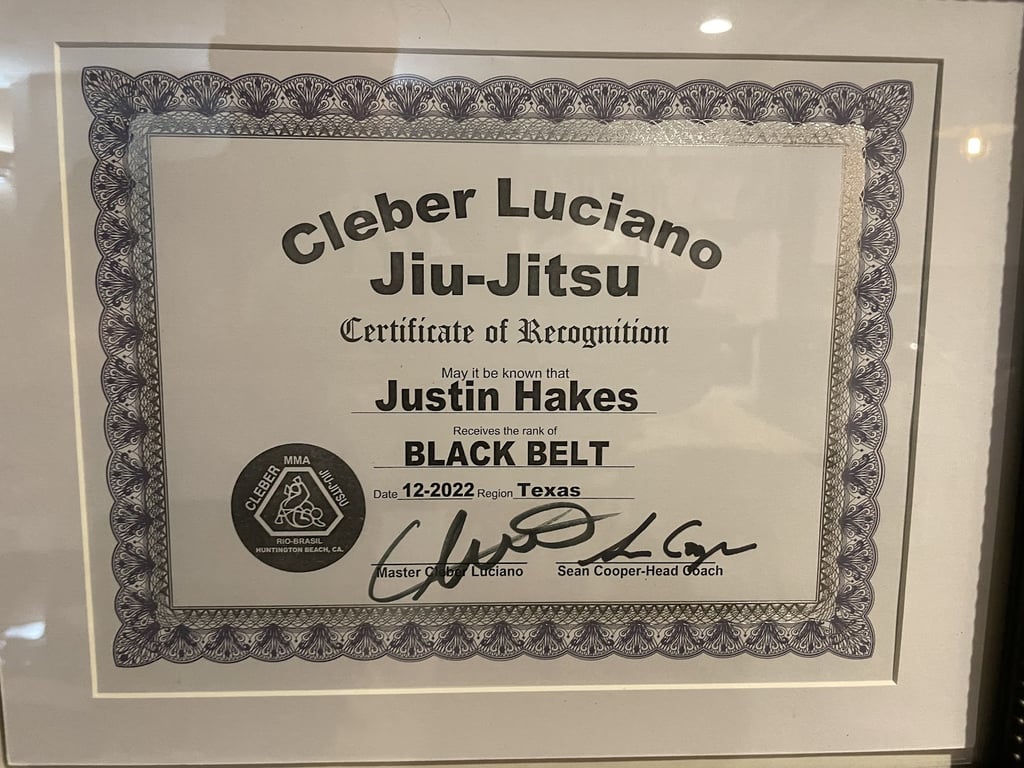 Cleber Luciano
Jiu-Jitsu
Certificate of Recognition
May it be known that
Justin Hakes
Receives the rank of
BLACK BELT
Date 12-2022 Region Texas
Master Cleber Luciano
Sean Cooper-Head Coach
CLEBER MMA JIU-JITSU
RIO-BRASIL
HUNTINGTON BEACH, CA.